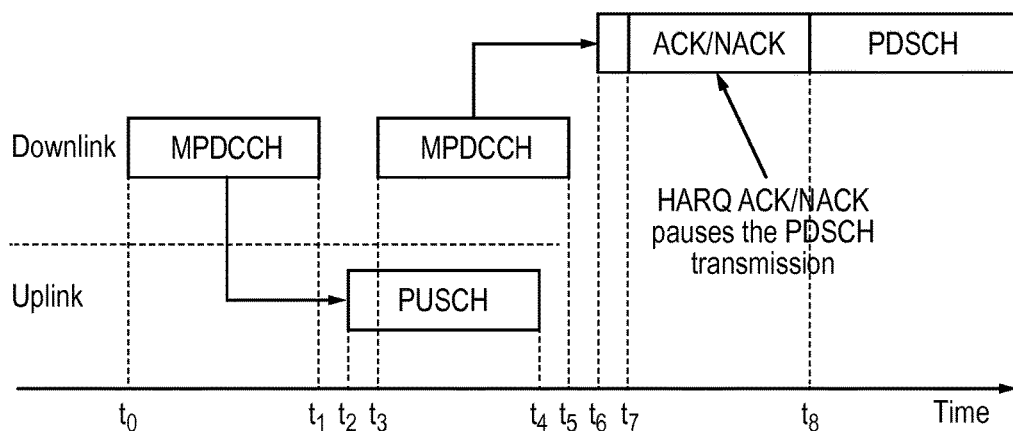 ACK/NACK PDSCH
Downlink MPDCCH MPDCCH
HARQ ACK/NACK
pauses the PDSCH
transmission
Uplink PUSCH
t0 t1 t2 t3 t4 t5 t6 t7 t8 Time